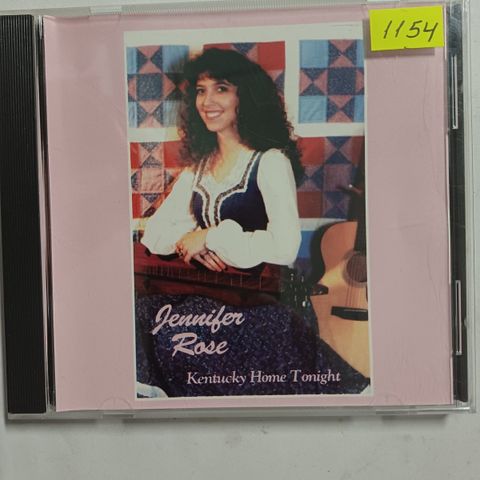 1154
Jennifer
Rose
Kentucky Home Tonight